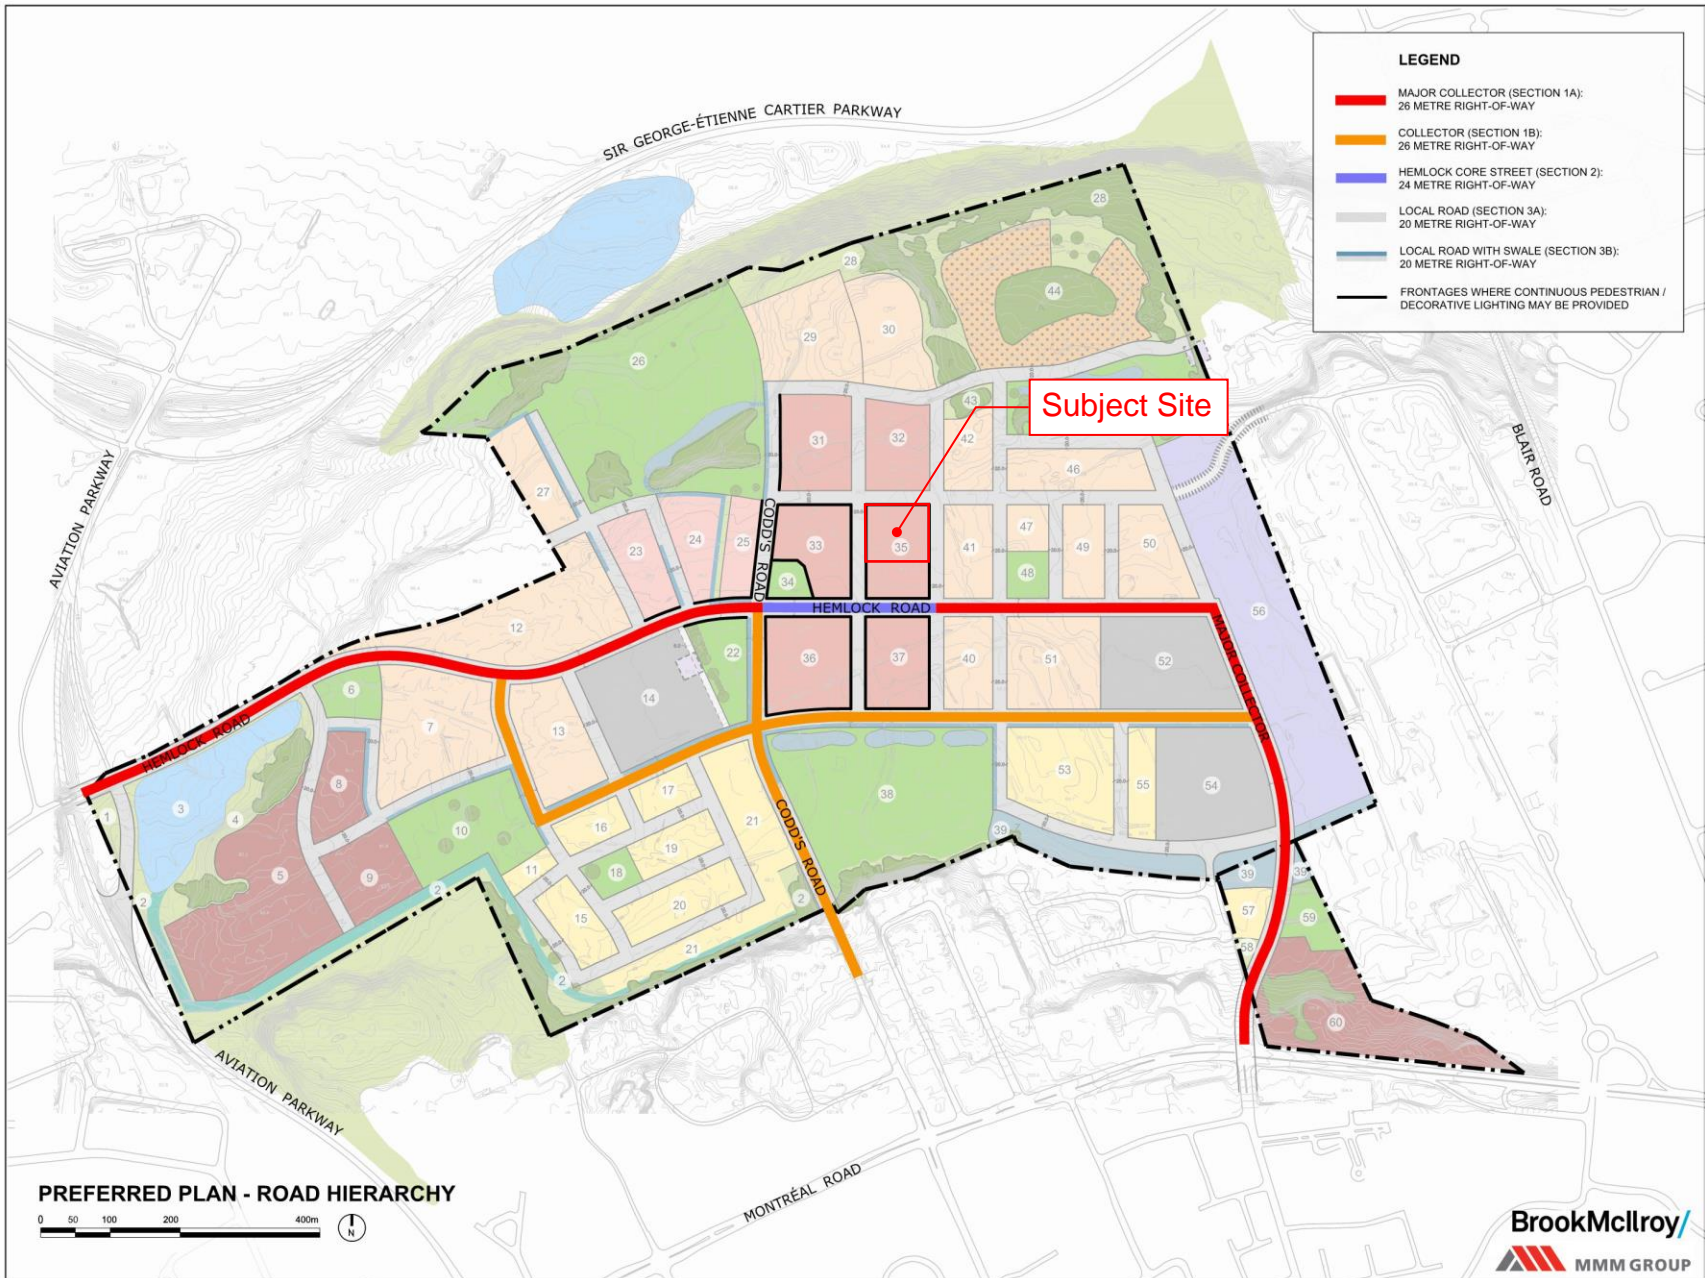 LEGEND
MAJOR COLLECTOR (SECTION 1A):
26 METRE RIGHT-OF-WAY
COLLECTOR (SECTION 1B):
26 METRE RIGHT-OF-WAY
HEMLOCK CORE STREET (SECTION 2):
24 METRE RIGHT-OF-WAY
LOCAL ROAD (SECTION 3A):
20 METRE RIGHT-OF-WAY
LOCAL ROAD WITH SWALE (SECTION 3B):
20 METRE RIGHT-OF-WAY
FRONTAGES WHERE CONTINUOUS PEDESTRIAN /
DECORATIVE LIGHTING MAY BE PROVIDED
SIR GEORGE-ÉTIENNE CARTIER PARKWAY
28
28
44
26
29
30
Subject Site
43
42
31
32
46
BLAIR ROAD
AVIATION PARKWAY
27
CODD'S ROAD
23
24
25
33
35
41
47
49
50
48
34
HEMLOCK ROAD
56
12
22
36
37
40
51
52
MAJOR COLLECTOR
6
14
7
13
HEMLOCK ROAD
8
3
1
4
10
17
16
21
CODD'S ROAD
38
53
55
54
39
5
9
11
19
18
2
2
15
20
2
21
2
39
39
57
59
58
60
AVIATION PARKWAY
MONTRÉAL ROAD
PREFERRED PLAN - ROAD HIERARCHY
0 50 100 200 400m
N
BrookMcIlroy/
MMM GROUP